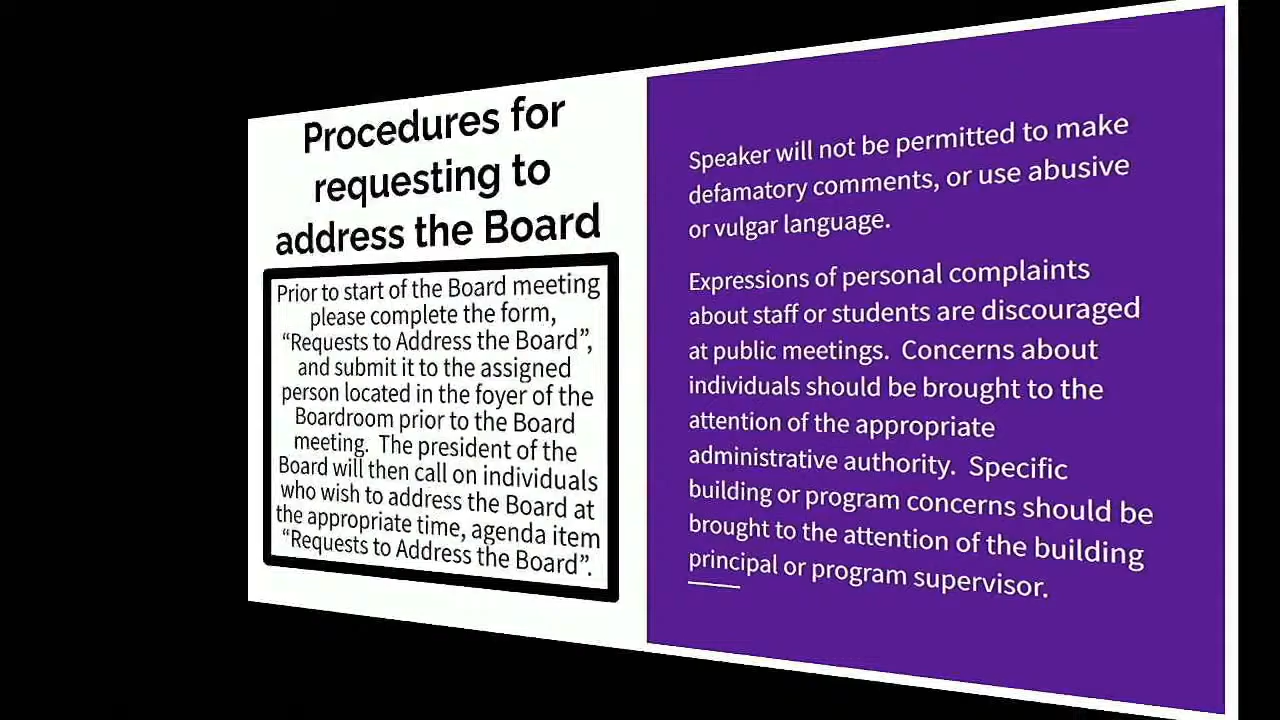 Procedures for
requesting to
address the Board
Prior to start of the Board meeting
please complete the form,
“Requests to Address the Board”,
and submit it to the assigned
person located in the foyer of the
Boardroom prior to the Board
meeting.  The president of the
Board will then call on individuals
who wish to address the Board at
the appropriate time, agenda item
“Requests to Address the Board”.
Speaker will not be permitted to make
defamatory comments, or use abusive
or vulgar language.
Expressions of personal complaints
about staff or students are discouraged
at public meetings.  Concerns about
individuals should be brought to the
attention of the appropriate
administrative authority.  Specific
building or program concerns should be
brought to the attention of the building
principal or program supervisor.